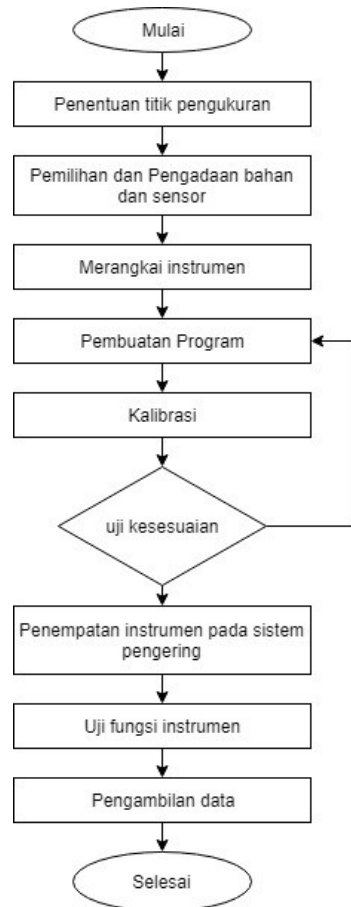 Mulai
Penentuan titik pengukuran
Pemilihan dan Pengadaan bahan
dan sensor
Merangkai instrumen
Pembuatan Program
Kalibrasi
uji kesesuaian
Penempatan instrumen pada sistem
pengering
Uji fungsi instrumen
Pengambilan data
Selesai